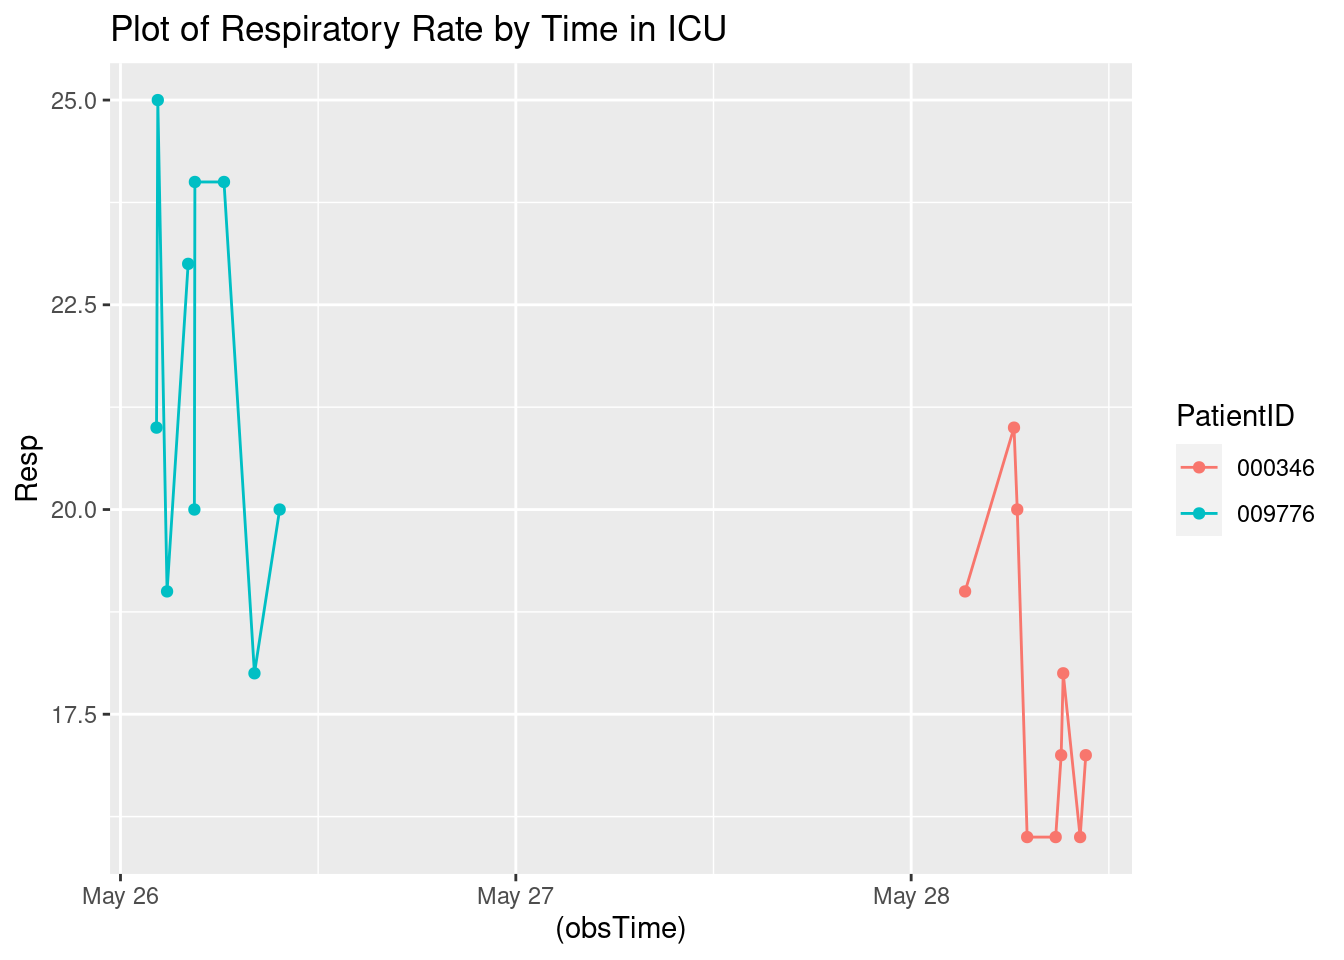 Plot of Respiratory Rate by Time in ICU
25.0
22.5
20.0
17.5
Resp
May 26
May 27
May 28
(obsTime)
PatientID
000346
009776